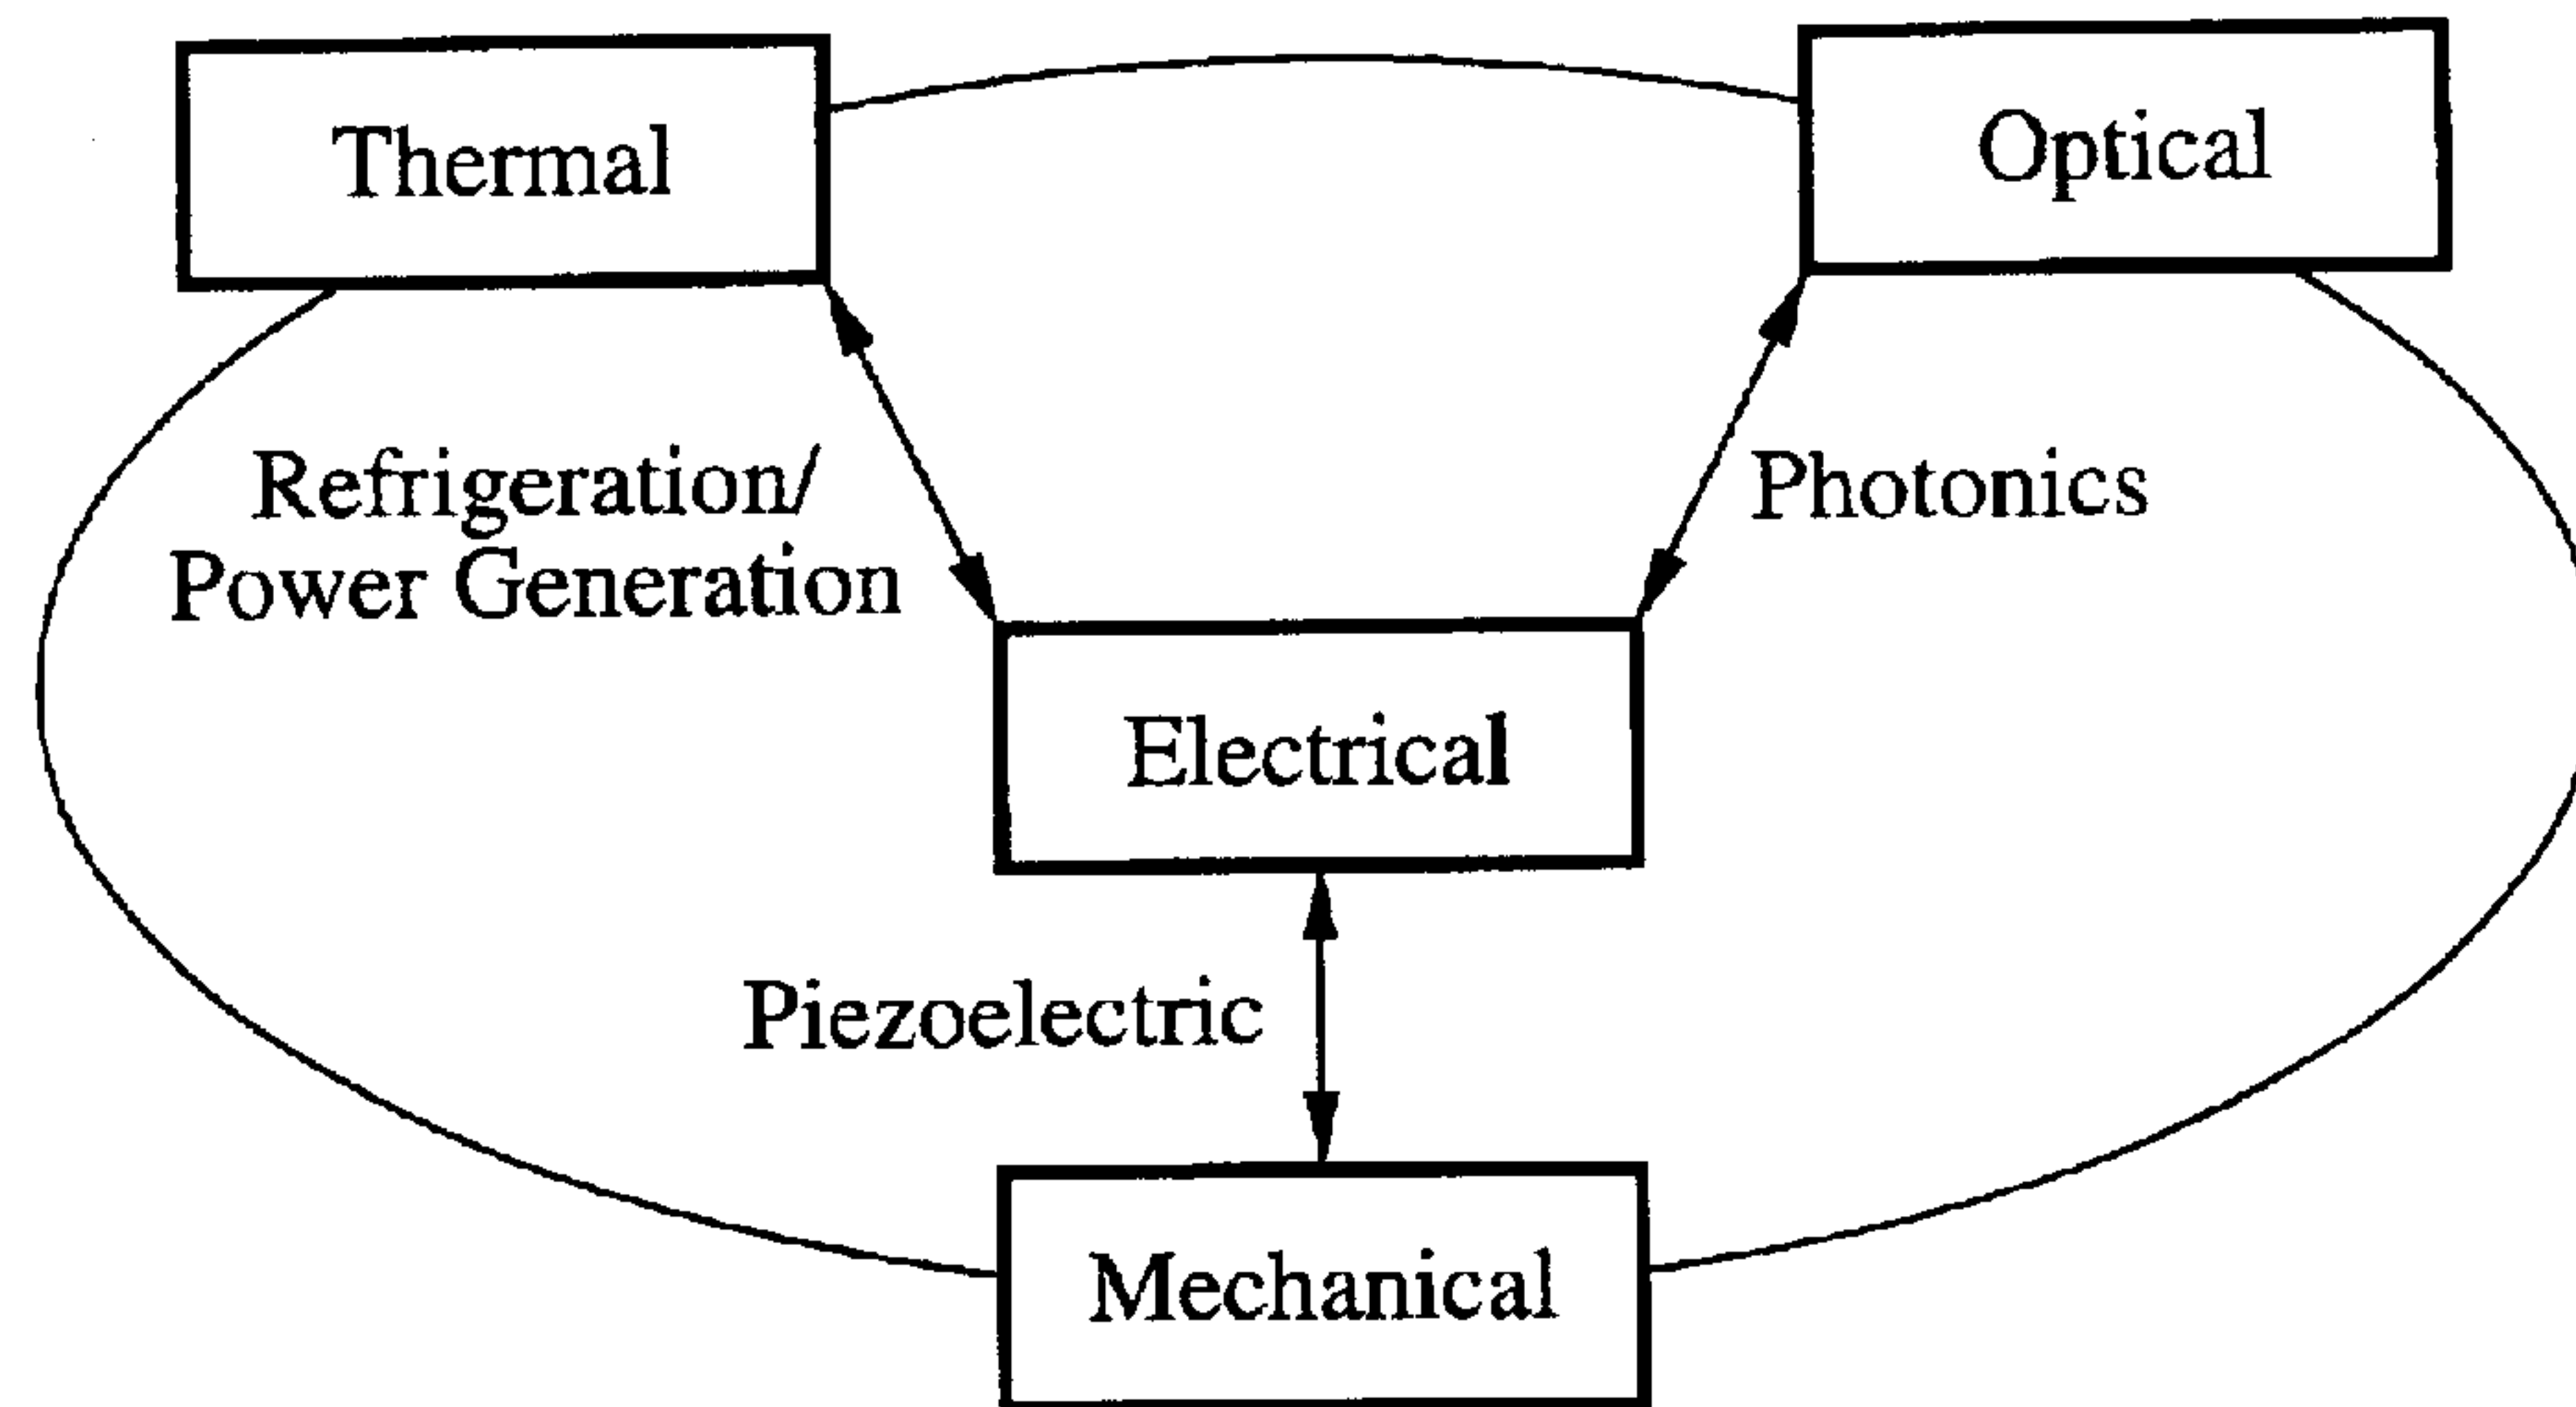 Thermal
Optical
Refrigeration/
Power Generation
Photonics
Electrical
Piezoelectric
Mechanical